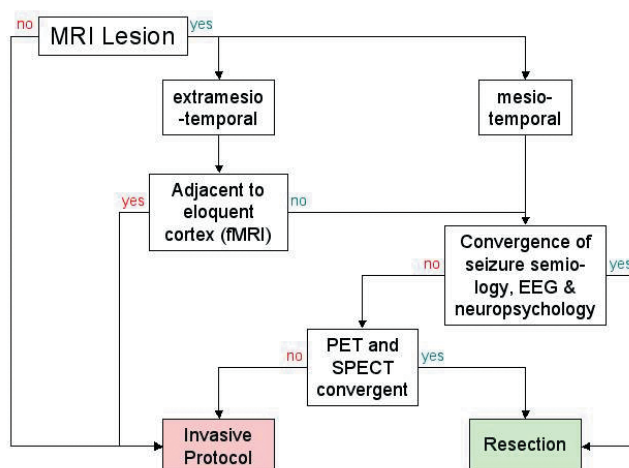 no
MRI Lesion
yes
extramesio
-temporal
mesio-
temporal
yes
Adjacent to
eloquent
cortex (fMRI)
no
no
Convergence of
seizure semio-
logy, EEG &
neuropsychology
yes
no
PET and
SPECT
convergent
yes
Invasive
Protocol
Resection